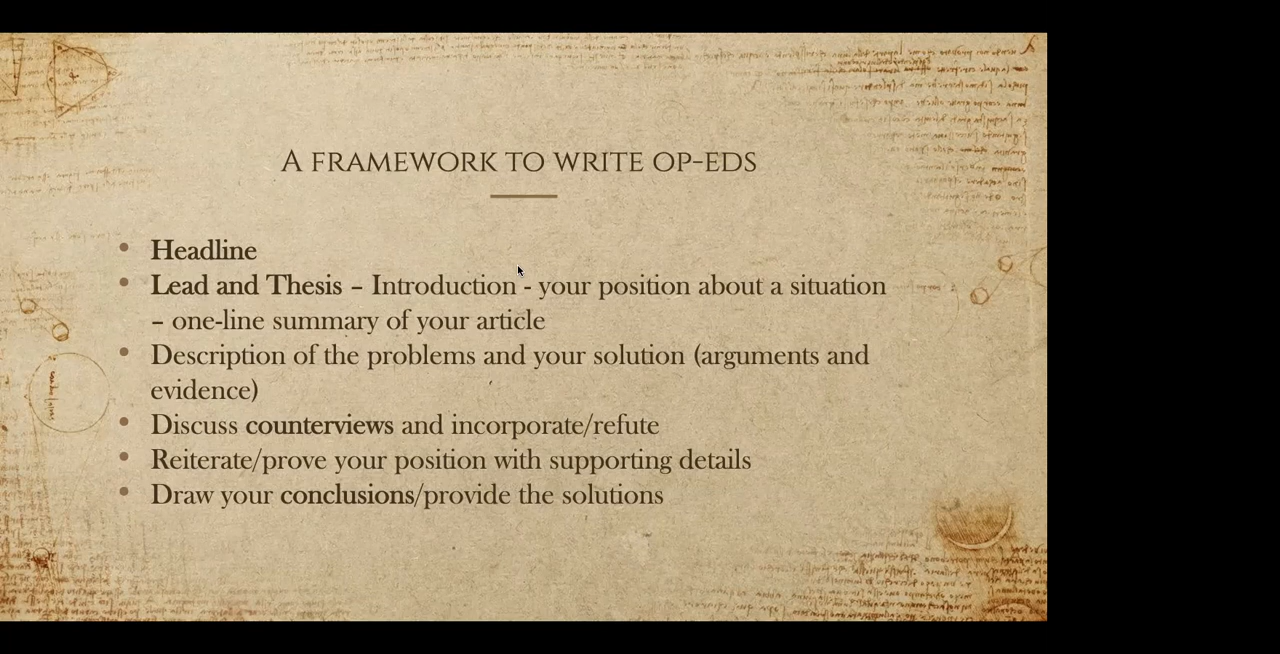 A FRAMEWORK TO WRITE OP-EDS
• Headline
• Lead and Thesis – Introduction - your position about a situation
– one-line summary of your article
• Description of the problems and your solution (arguments and
evidence)
• Discuss counterviews and incorporate/refute
• Reiterate/prove your position with supporting details
• Draw your conclusions/provide the solutions